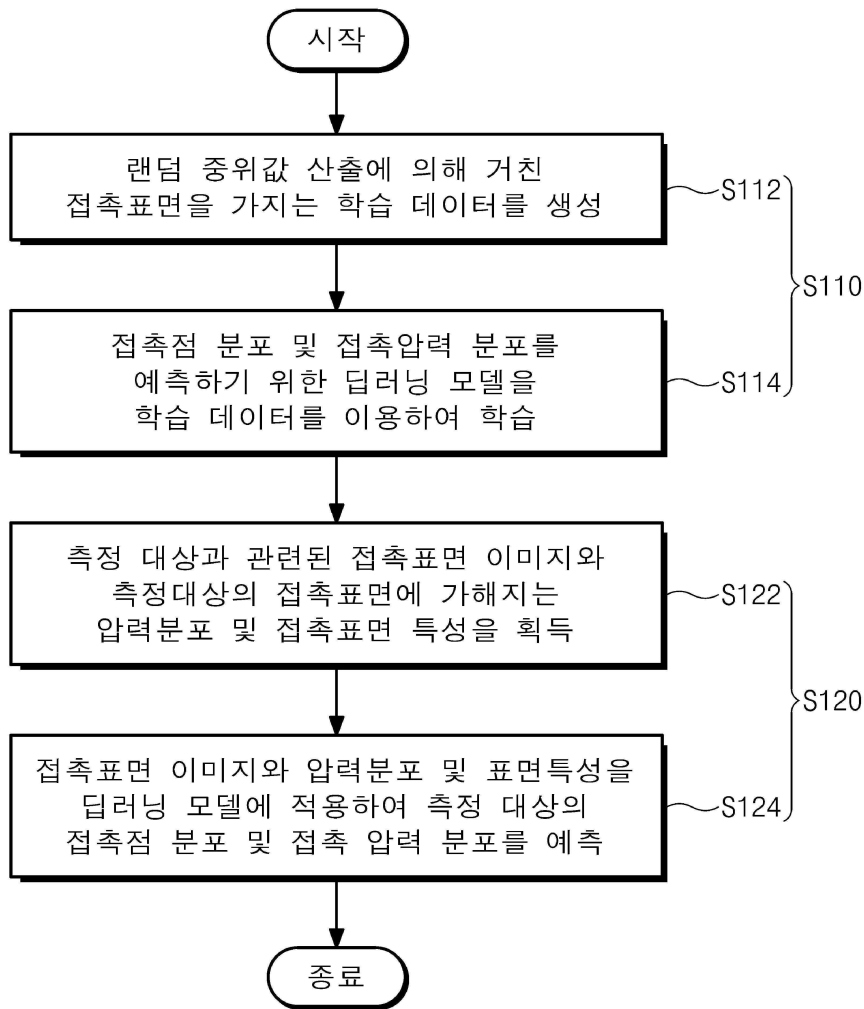 시작
랜덤 중위값 산출에 의해 거친
접촉표면을 가지는 학습 데이터를 생성
S112
S110
접촉점 분포 및 접촉압력 분포를
예측하기 위한 딥러닝 모델을
학습 데이터를 이용하여 학습
S114
측정 대상과 관련된 접촉표면 이미지와
측정대상의 접촉표면에 가해지는
압력분포 및 접촉표면 특성을 획득
S122
S120
접촉표면 이미지와 압력분포 및 표면특성을
딥러닝 모델에 적용하여 측정 대상의
접촉점 분포 및 접촉 압력 분포를 예측
S124
종료